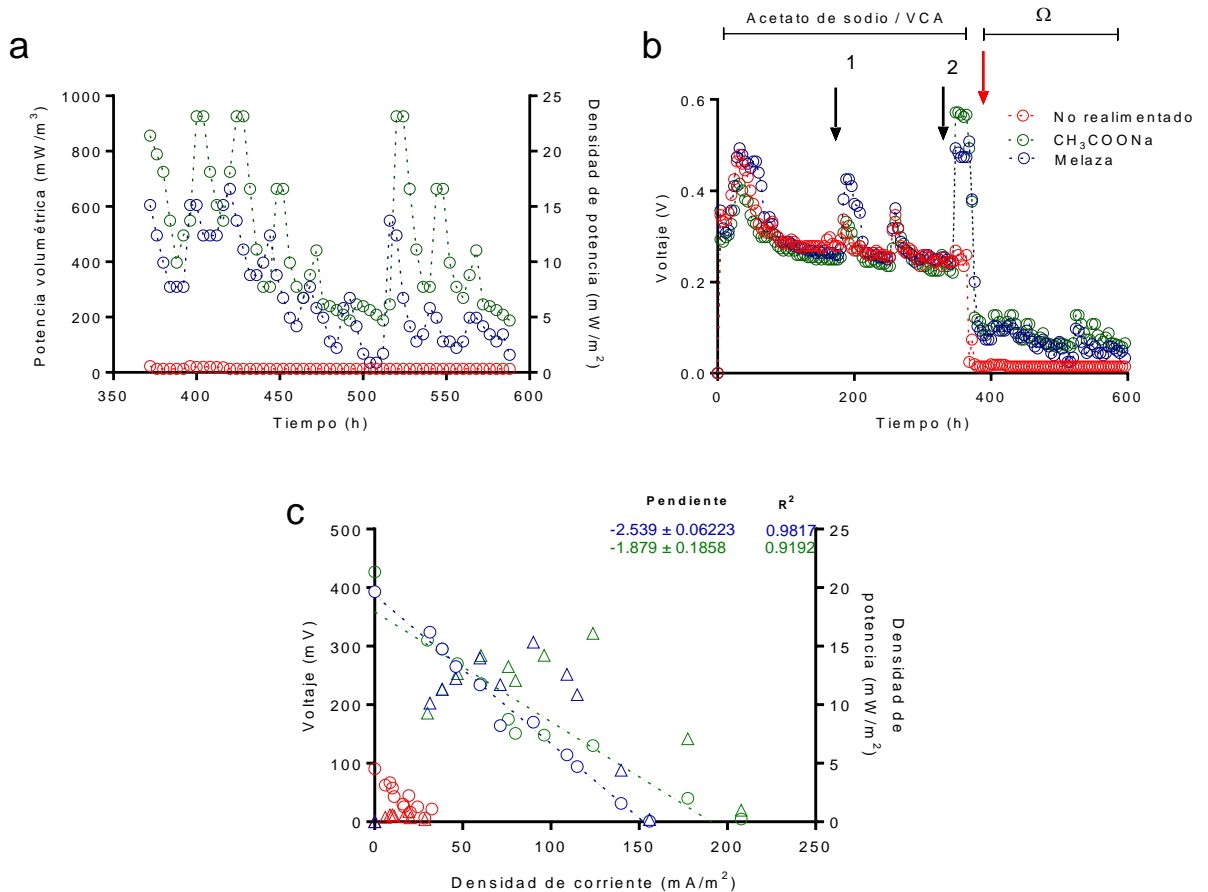 a
Potencia volumétrica (mW/m³)
1000
800
600
400
200
0
25
20
15
10
5
0
Densidad de potencia (mW/m²)
350 400 450 500 550 600
Tiempo (h)
b
Acetato de sodio / VCA
Ω
1
2
No realimentado
CH₃COONa
Melaza
Voltaje (V)
0.6
0.4
0.2
0.0
0 200 400 600
Tiempo (h)
c
Pendiente R²
-2.539 ± 0.06223 0.9817
-1.879 ± 0.1858 0.9192
Voltaje (mV)
500
400
300
200
100
0
25
20
15
10
5
0
Densidad de
potencia (mW/m²)
0 50 100 150 200 250
Densidad de corriente (mA/m²)